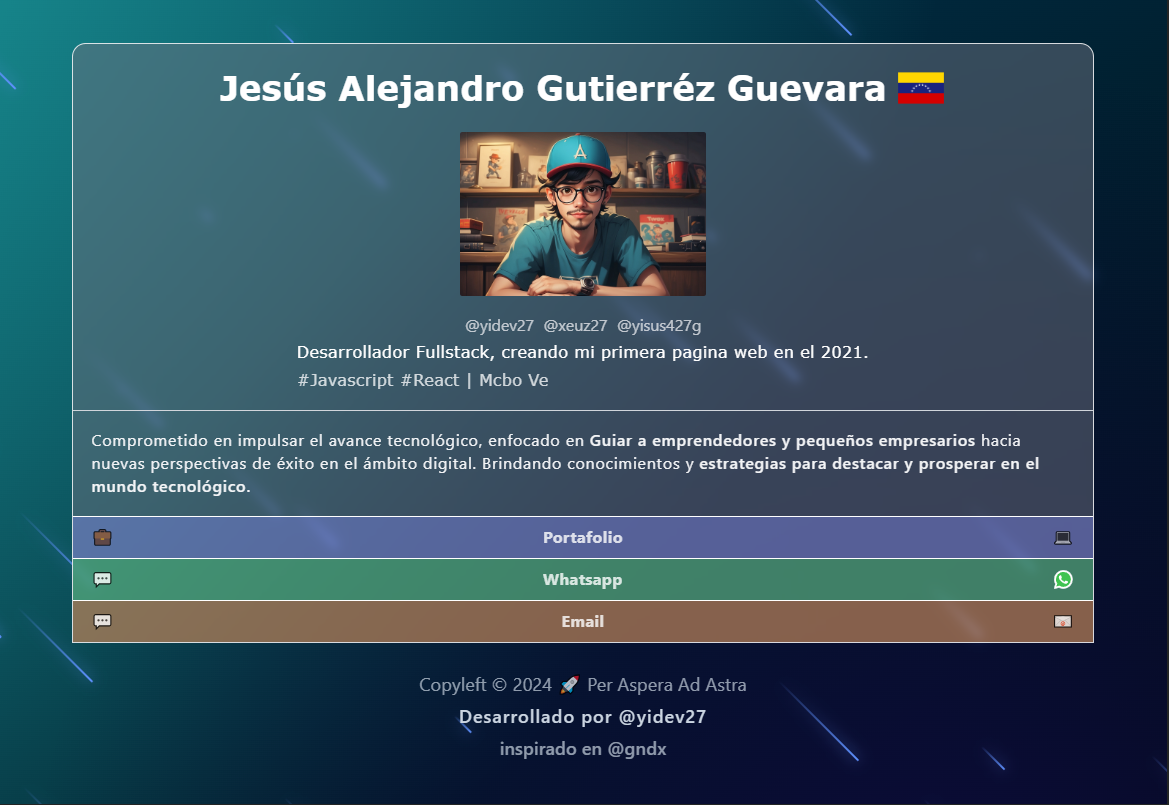 Jesús Alejandro Gutierréz Guevara 🇻🇪
A
@yidev27 @xeuz27 @yisus427g
Desarrollador Fullstack, creando mi primera pagina web en el 2021.
#Javascript #React | Mcbo Ve
Comprometido en impulsar el avance tecnológico, enfocado en Guiar a emprendedores y pequeños empresarios hacia
nuevas perspectivas de éxito en el ámbito digital. Brindando conocimientos y estrategias para destacar y prosperar en el
mundo tecnológico.
💼 Portafolio 💻
💬 Whatsapp
💬 Email 💌
Copyleft © 2024 🚀 Per Aspera Ad Astra
Desarrollado por @yidev27
inspirado en @gndx